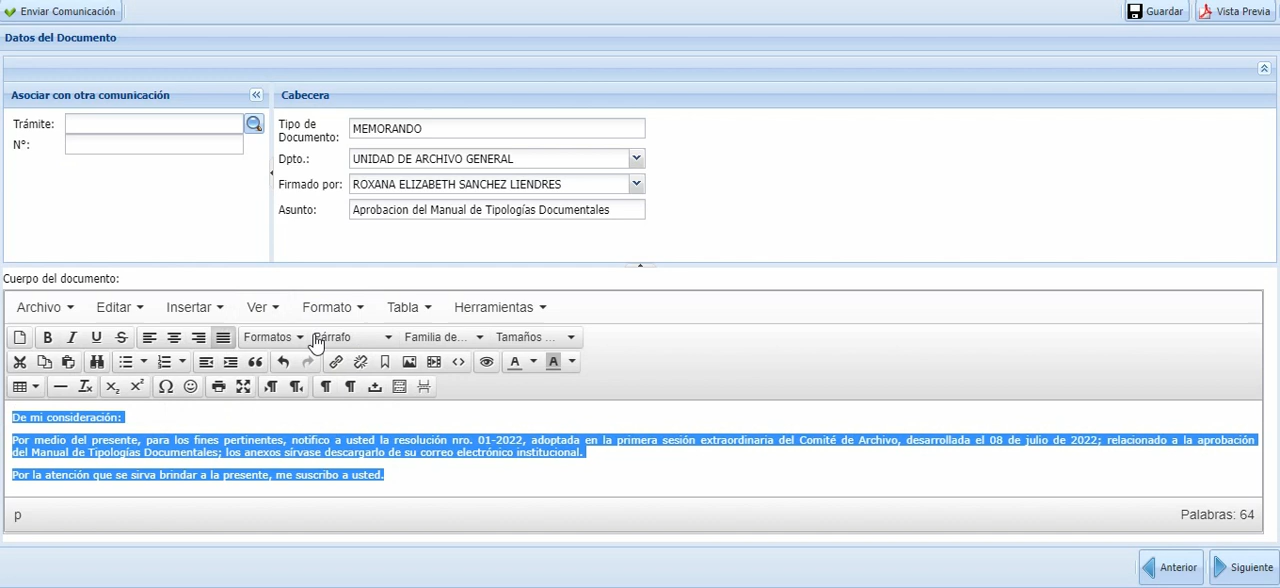 Enviar Comunicación
Guardar
Vista Previa
Datos del Documento
Asociar con otra comunicación
Cabecera
Trámite:
N°:
Tipo de Documento: MEMORANDO
Dpto.: UNIDAD DE ARCHIVO GENERAL
Firmado por: ROXANA ELIZABETH SANCHEZ LIENDRES
Asunto: Aprobacion del Manual de Tipologías Documentales
Cuerpo del documento:
Archivo Editar Insertar Ver Formato Tabla Herramientas
B I U S Formatos Párrafo Familia de... Tamaños ...
A A
De mi consideración:
Por medio del presente, para los fines pertinentes, notifico a usted la resolución nro. 01-2022, adoptada en la primera sesión extraordinaria del Comité de Archivo, desarrollada el 08 de julio de 2022; relacionado a la aprobación
del Manual de Tipologías Documentales; los anexos sírvase descargarlo de su correo electrónico institucional.
Por la atención que se sirva brindar a la presente, me suscribo a usted.
p
Palabras: 64
Anterior
Siguiente